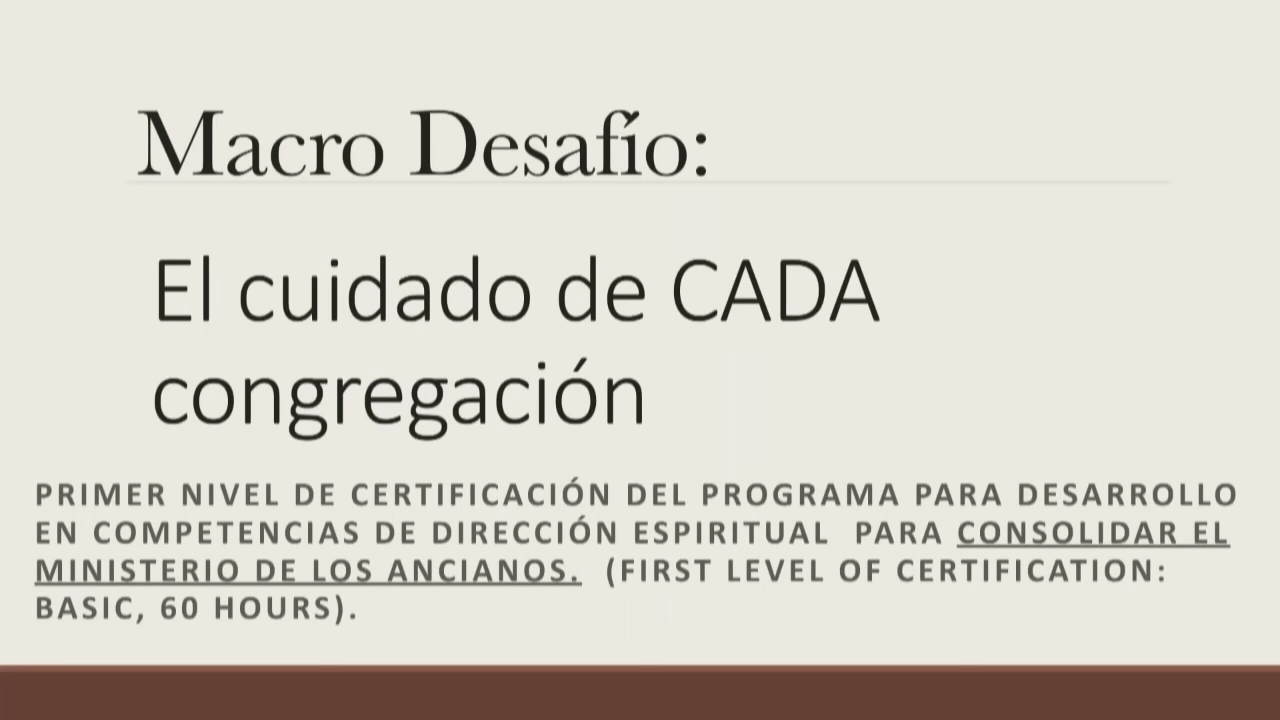 Macro Desafío:
El cuidado de CADA
congregación
PRIMER NIVEL DE CERTIFICACIÓN DEL PROGRAMA PARA DESARROLLO
EN COMPETENCIAS DE DIRECCIÓN ESPIRITUAL PARA CONSOLIDAR EL
MINISTERIO DE LOS ANCIANOS. (FIRST LEVEL OF CERTIFICATION:
BASIC, 60 HOURS).